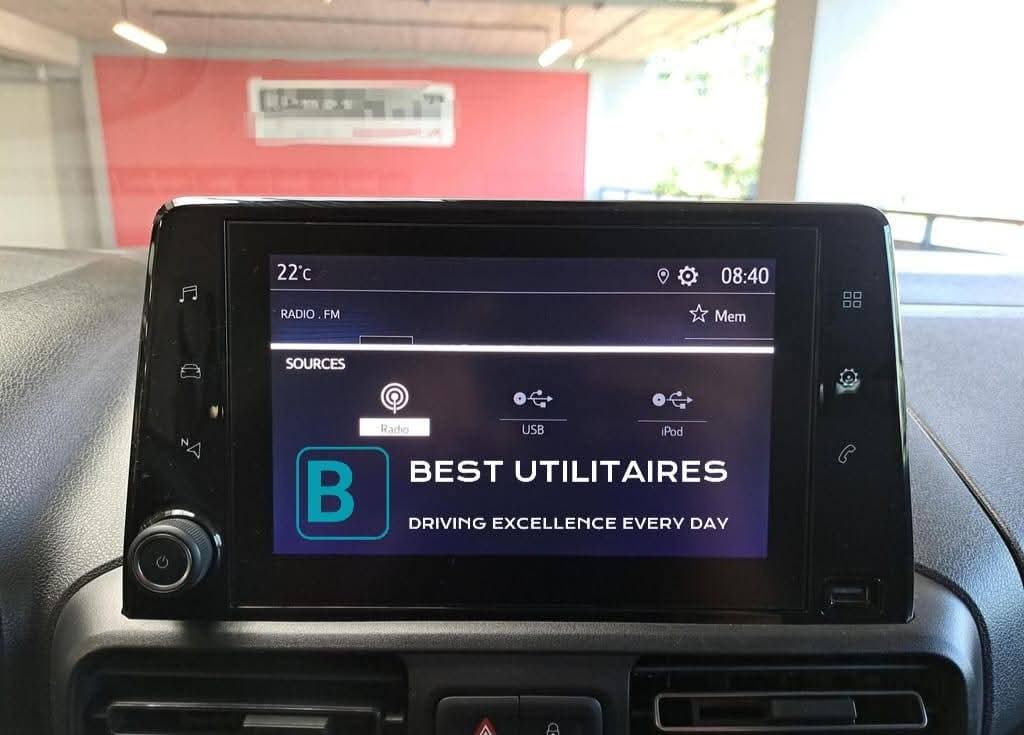 22°C 08:40
RADIO . FM Mem
SOURCES
Radio USB iPod
N
B BEST UTILITAIRES
DRIVING EXCELLENCE EVERY DAY